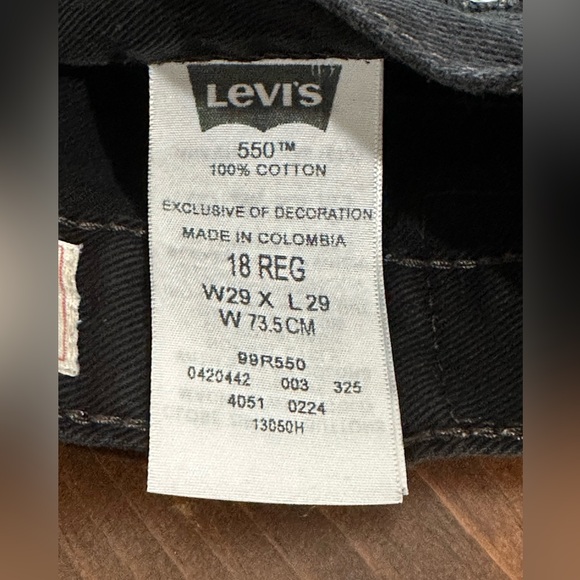 Levi's
550™
100% COTTON
EXCLUSIVE OF DECORATION
MADE IN COLOMBIA
18 REG
W29 X L29
W 73.5CM
99R550
0420442 003 325
4051 0224
13050H